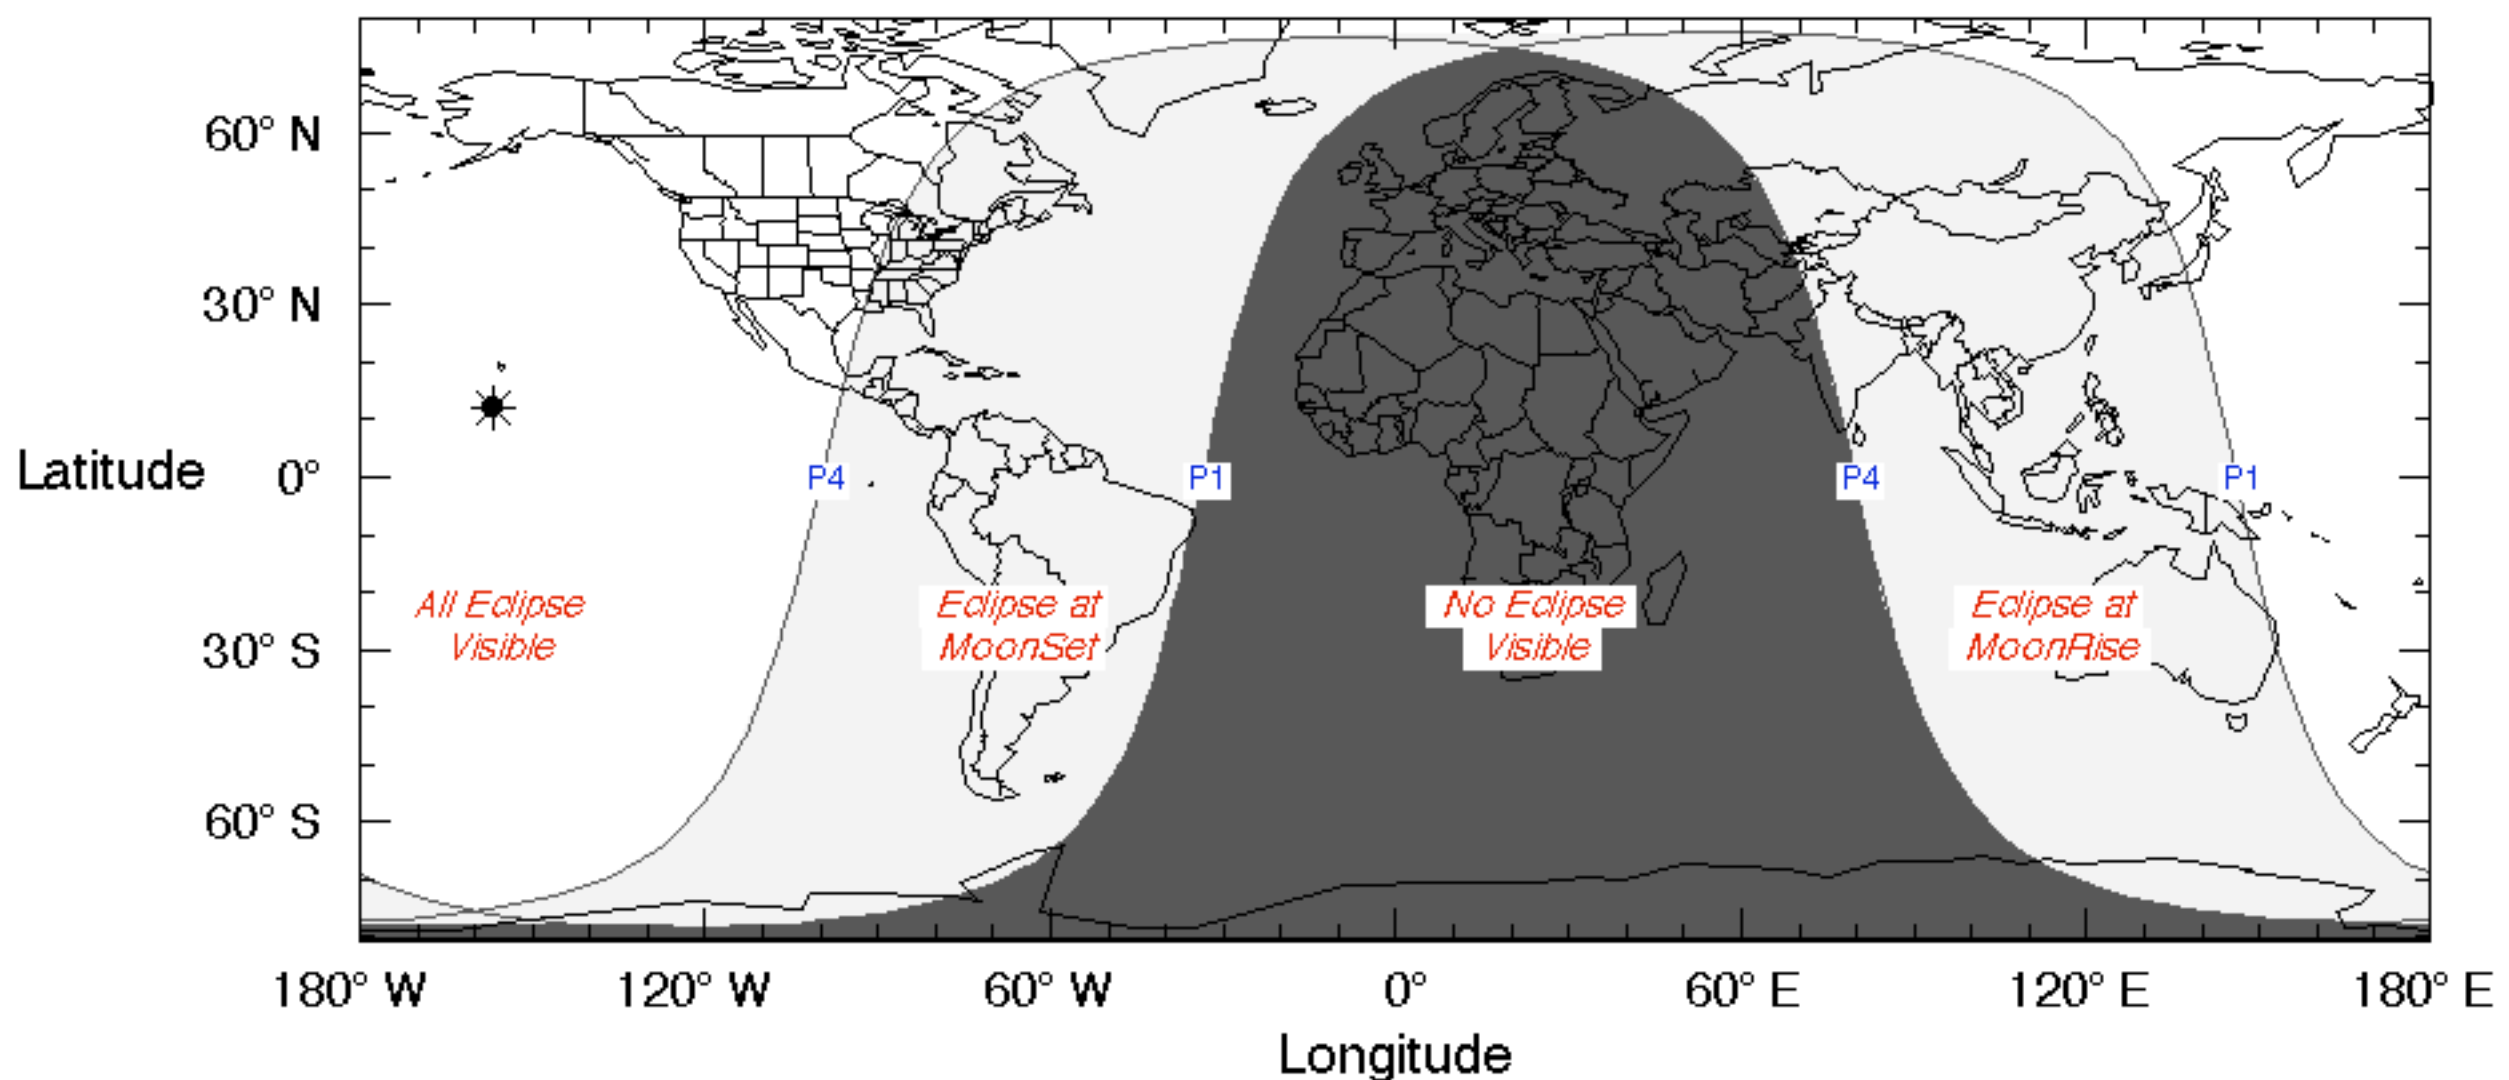 60° N
30° N
Latitude
0°
P4
P1
P4
P1
All Eclipse
Visible
Eclipse at
MoonSet
No Eclipse
Visible
Eclipse at
MoonRise
30° S
60° S
180° W
120° W
60° W
0°
60° E
120° E
180° E
Longitude